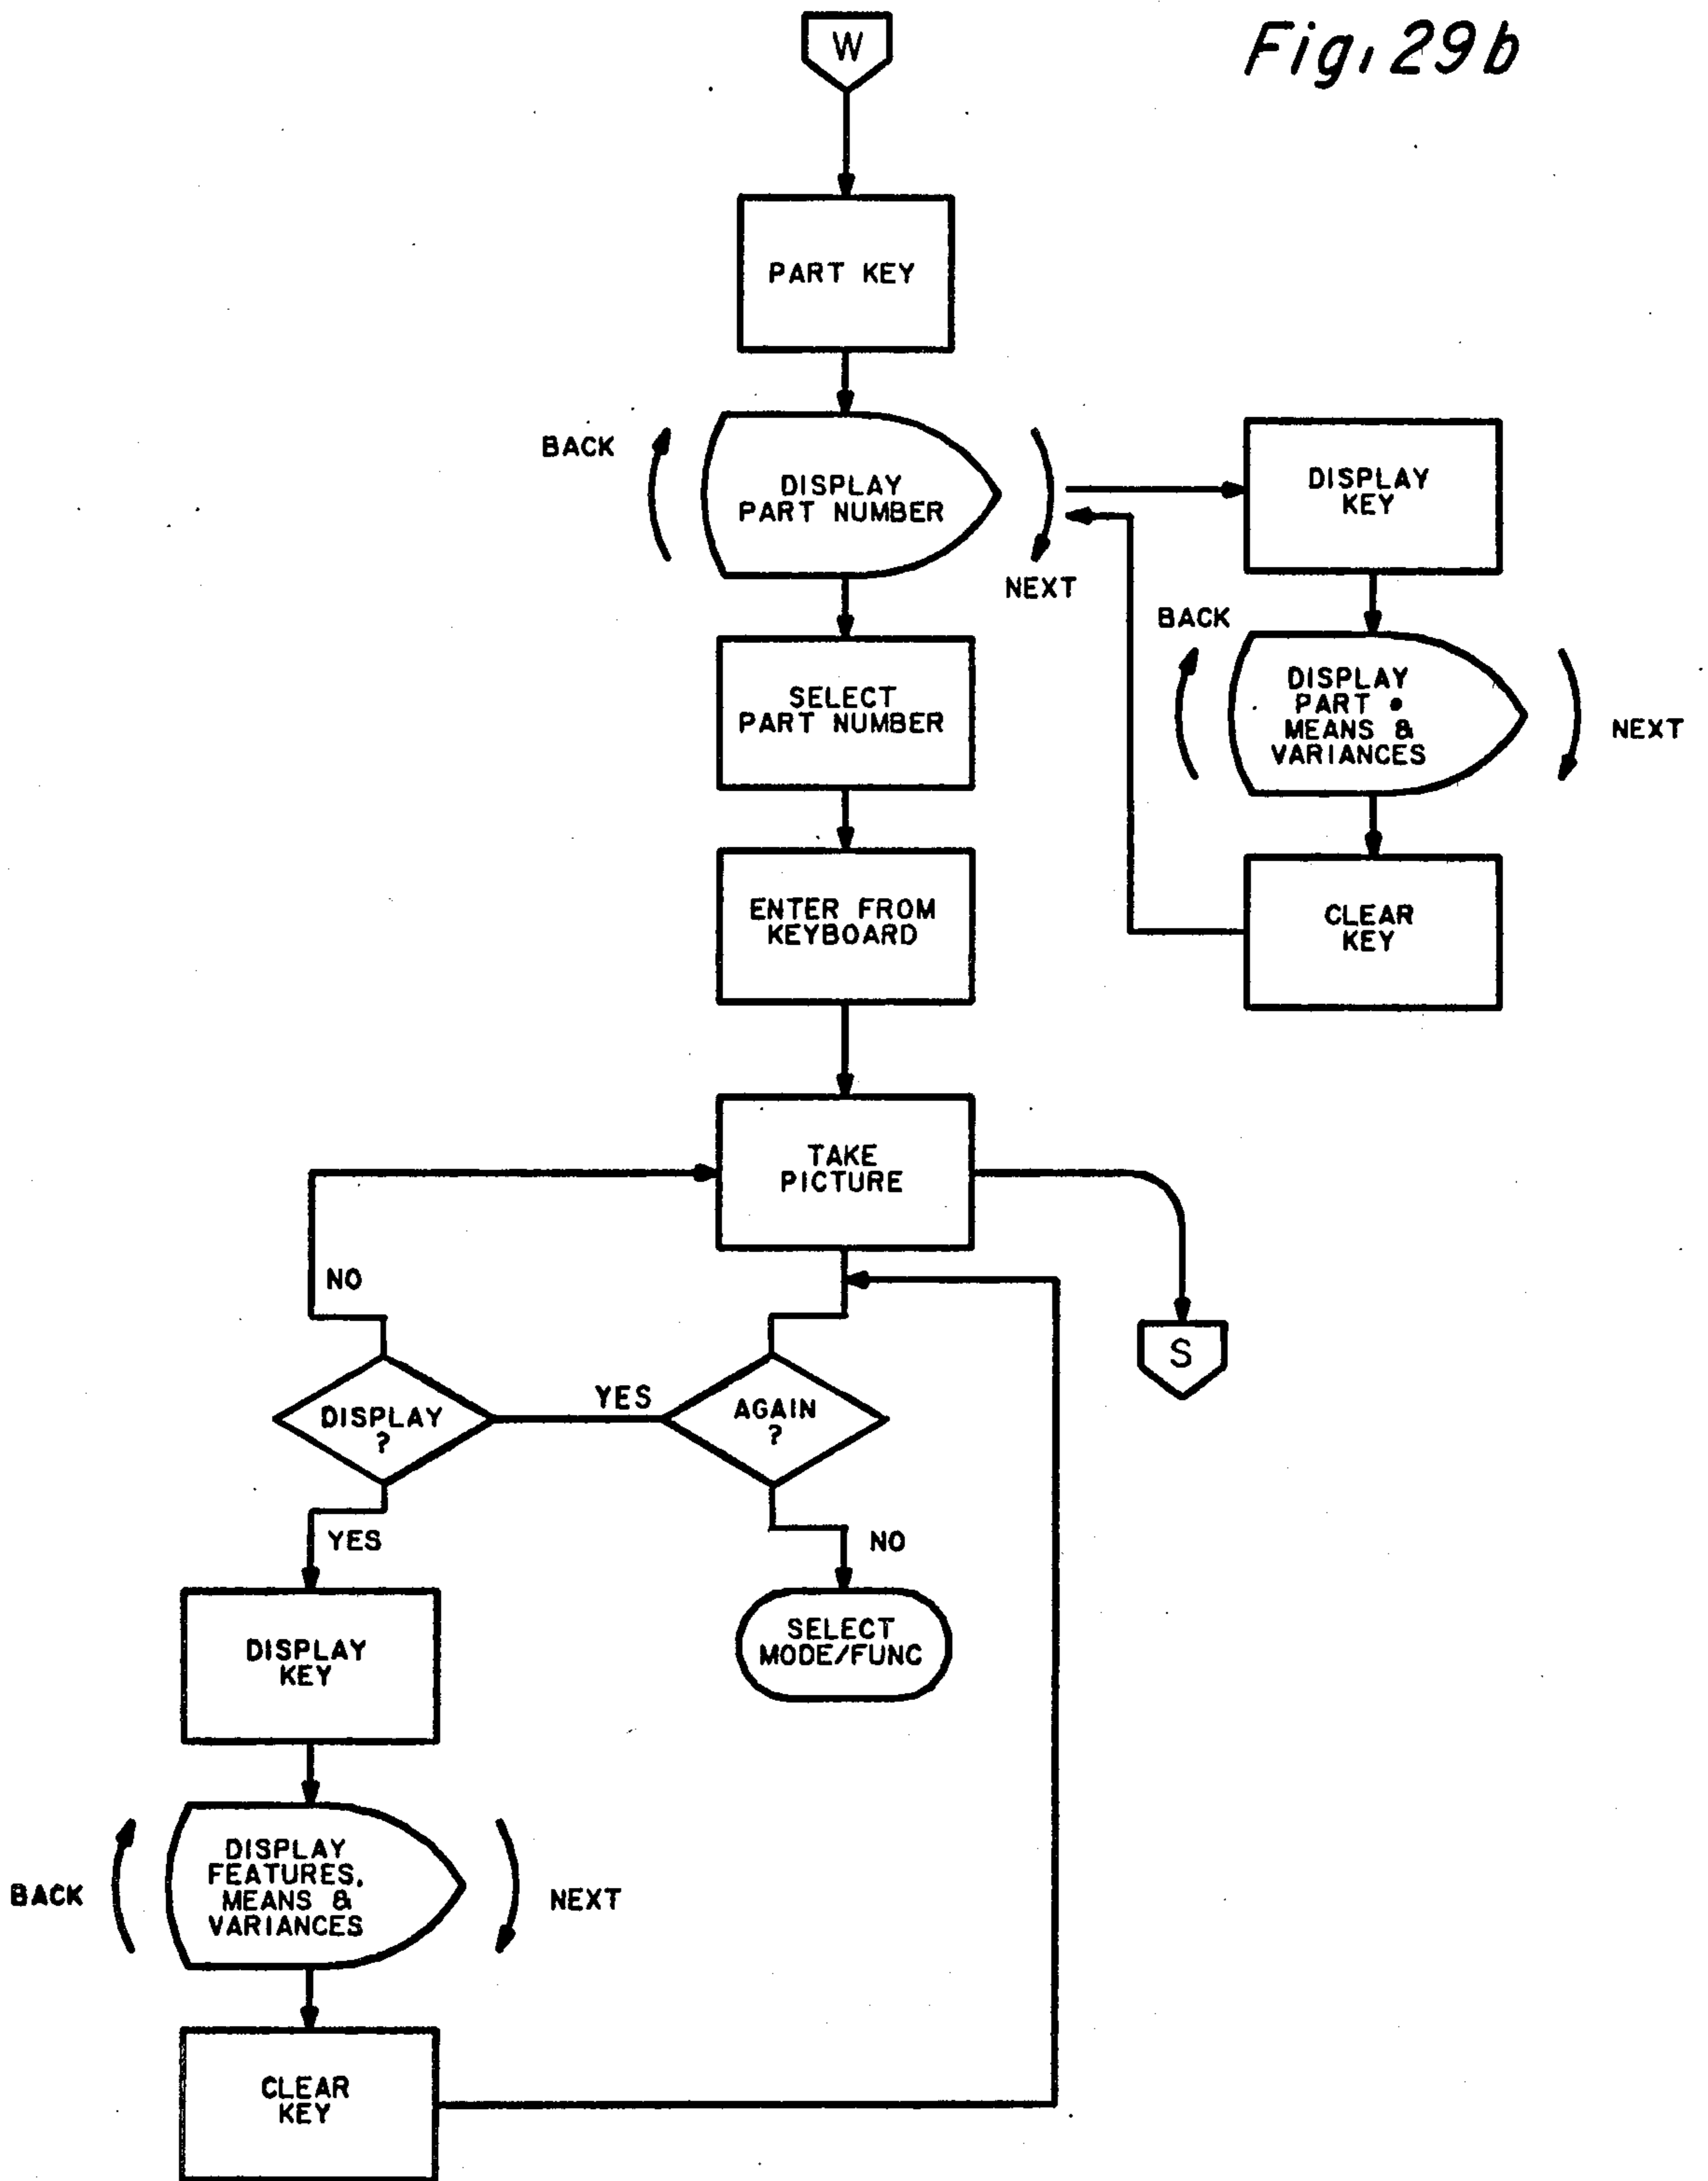 Fig. 29b
W
PART KEY
BACK
DISPLAY
PART NUMBER
NEXT
DISPLAY
KEY
BACK
DISPLAY
PART •
MEANS &
VARIANCES
NEXT
CLEAR
KEY
SELECT
PART NUMBER
ENTER FROM
KEYBOARD
TAKE
PICTURE
S
NO
DISPLAY
?
YES
AGAIN
?
YES
NO
DISPLAY
KEY
SELECT
MODE/FUNC
BACK
DISPLAY
FEATURES,
MEANS &
VARIANCES
NEXT
CLEAR
KEY